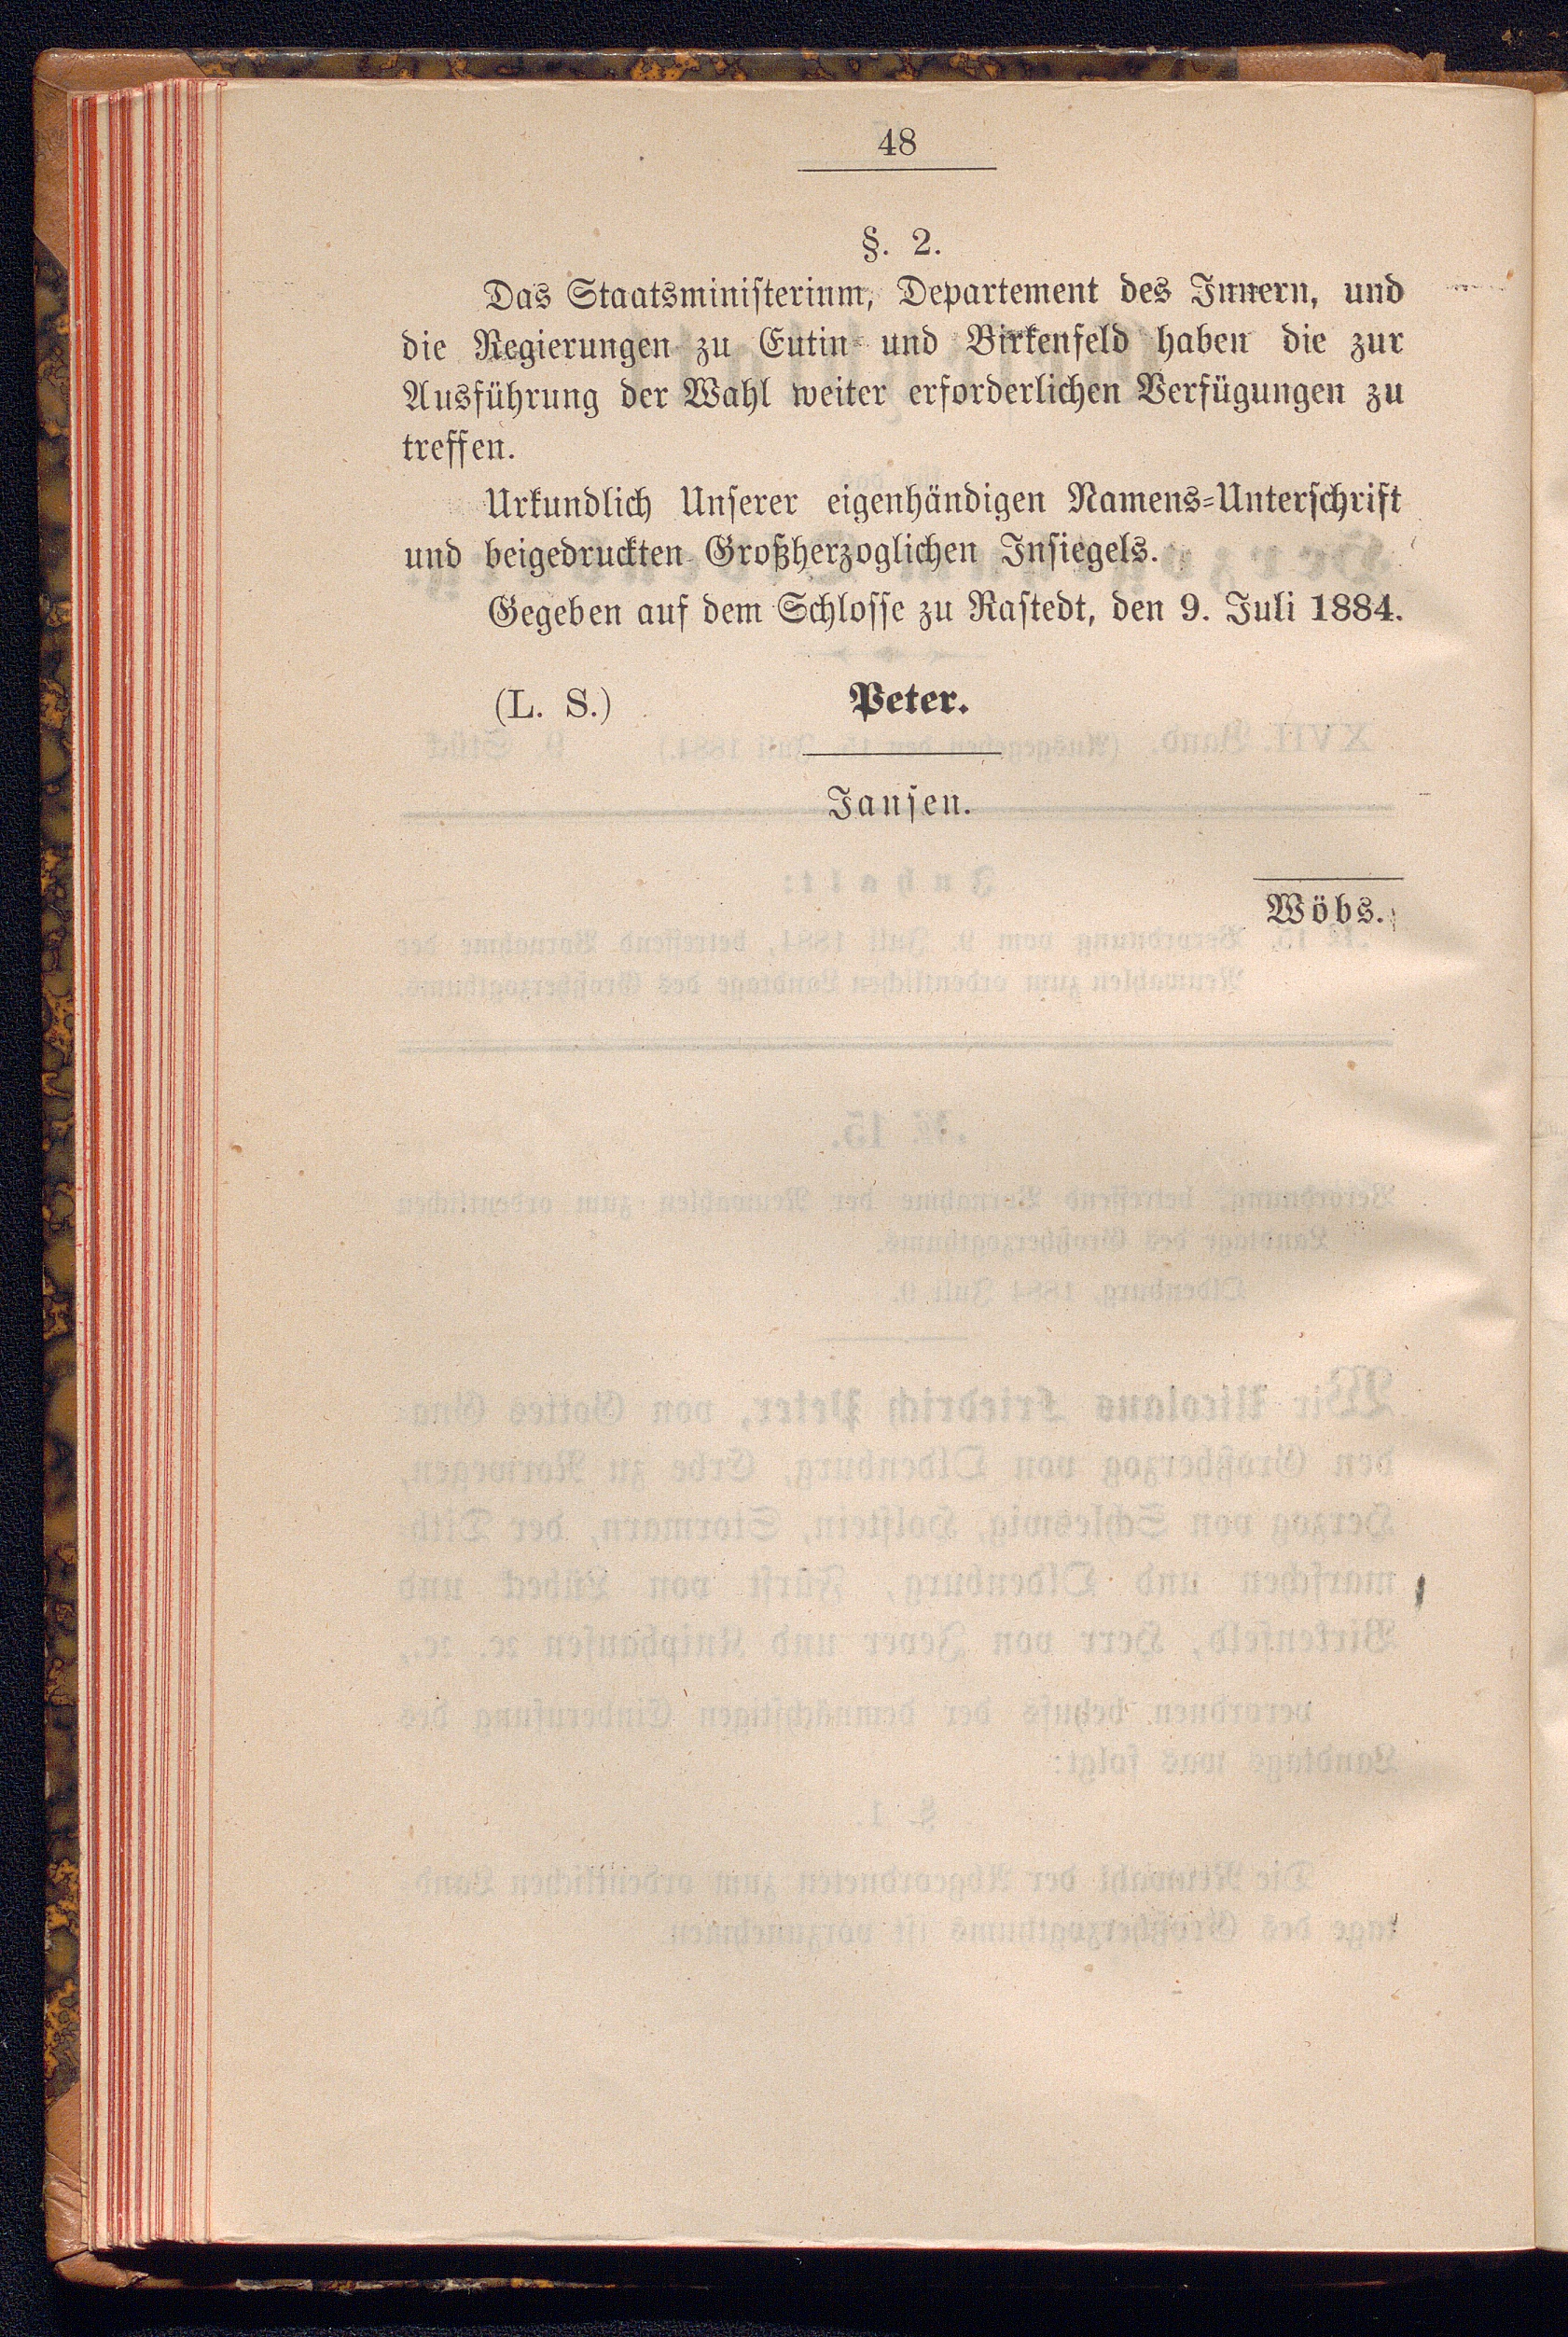 48
§. 2.
Das Staatsministerium, Departement des Innern, und
die Regierungen zu Eutin und Birkenfeld haben die zur
Ausführung der Wahl weiter erforderlichen Verfügungen zu
treffen.
Urkundlich Unserer eigenhändigen Namens-Unterschrift
und beigedruckten Großherzoglichen Insiegels.
Gegeben auf dem Schlosse zu Rastedt, den 9. Juli 1884.
(L. S.) Peter.
Jansen.
Wöbs.